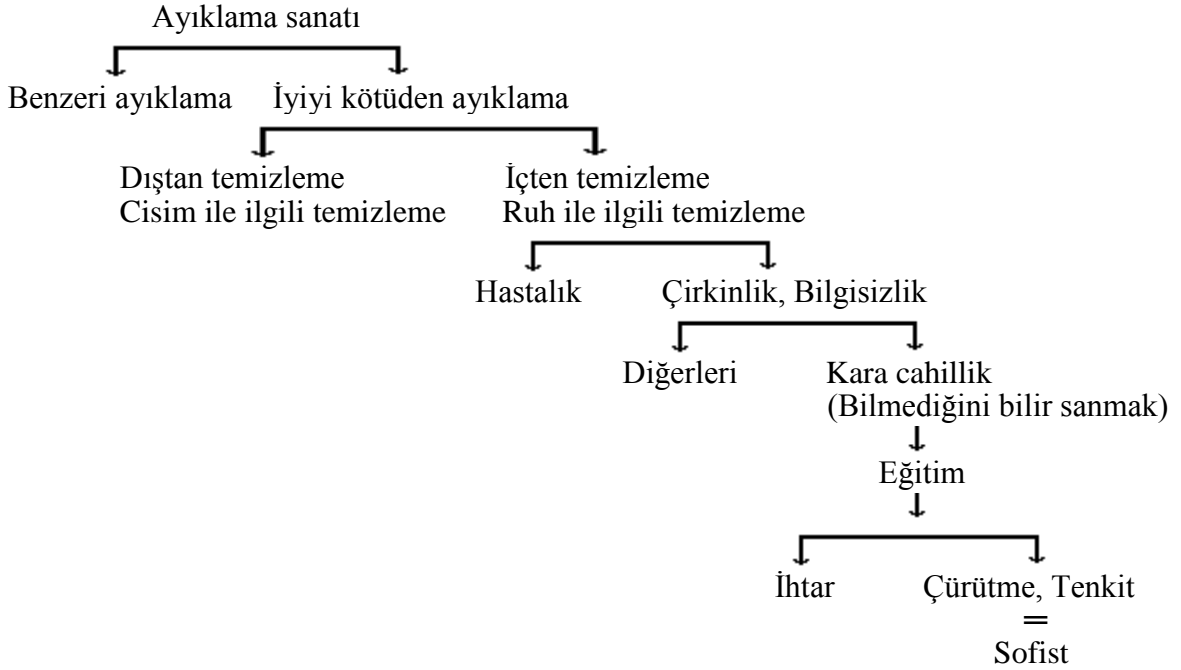 Ayıklama sanatı
Benzeri ayıklama İyiyi kötüden ayıklama
Dıştan temizleme İçten temizleme
Cisim ile ilgili temizleme Ruh ile ilgili temizleme
Hastalık Çirkinlik, Bilgisizlik
Diğerleri Kara cahillik
(Bilmediğini bilir sanmak)
Eğitim
İhtar Çürütme, Tenkit
=
Sofist